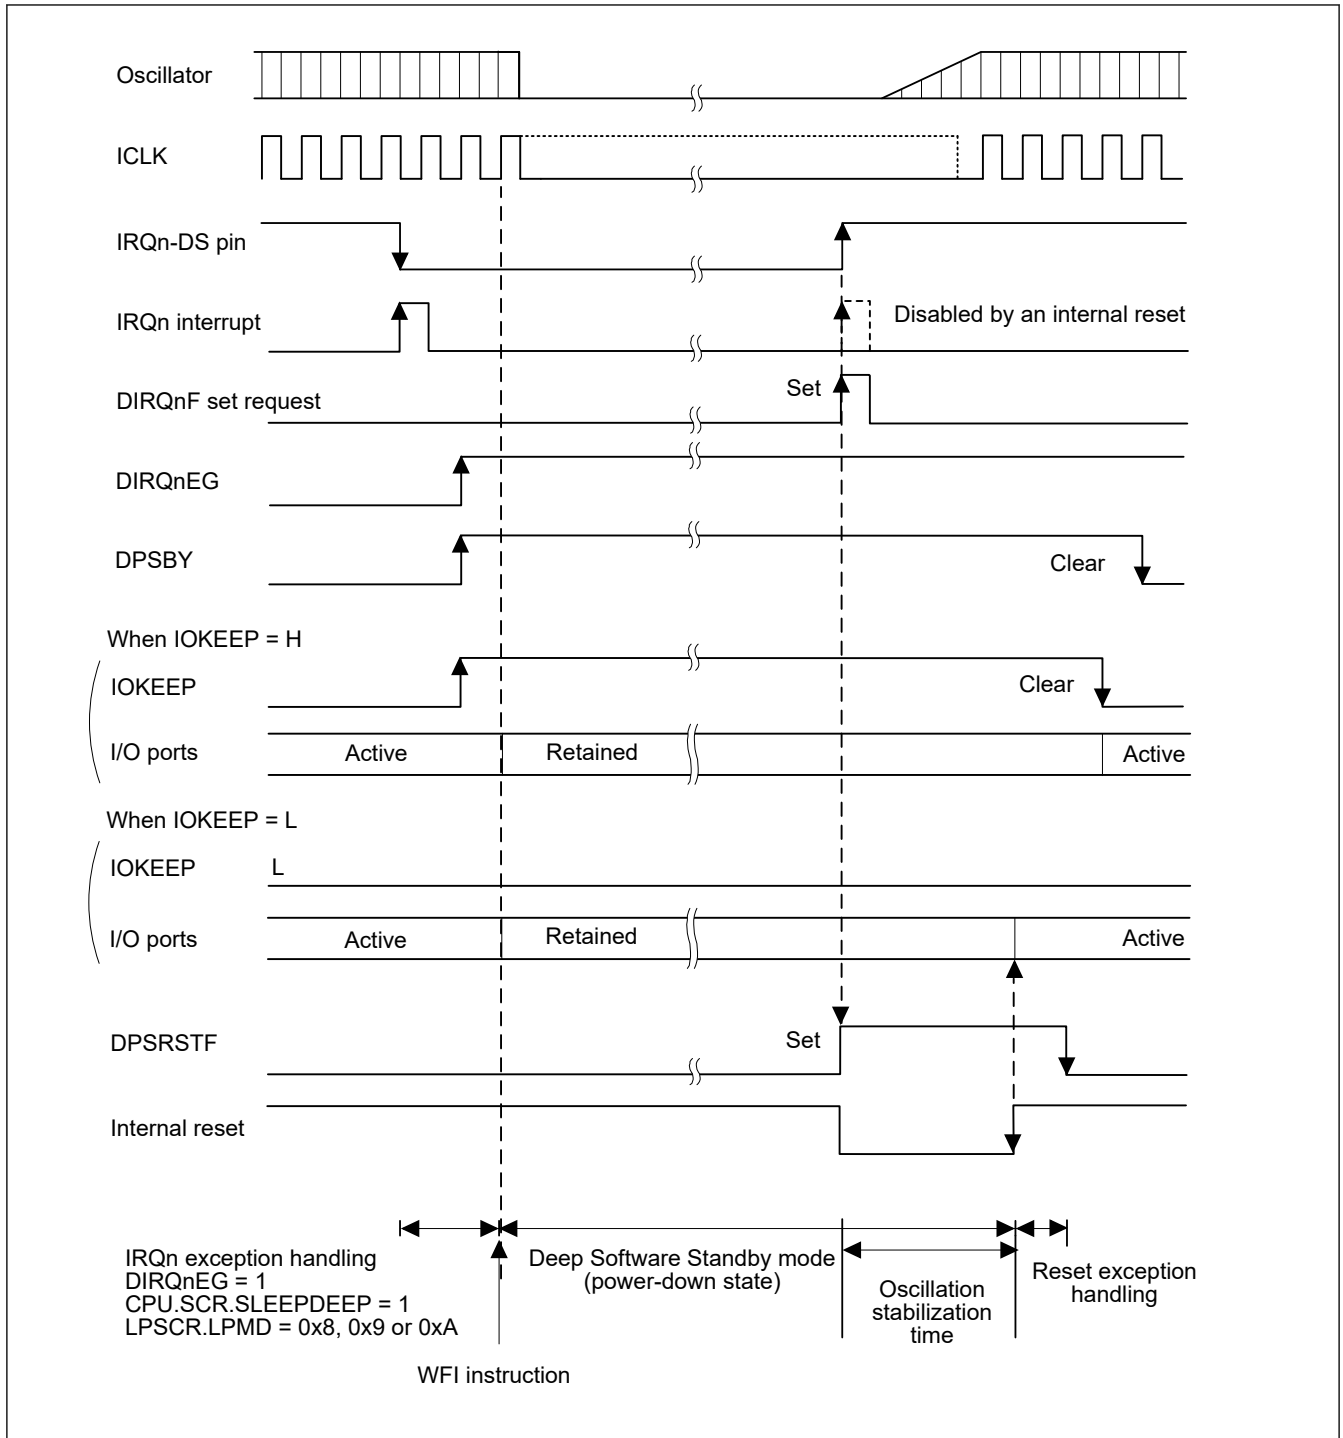 Oscillator
ICLK
IRQn-DS pin
IRQn interrupt
Disabled by an internal reset
DIRQnF set request
Set
DIRQnEG
DPSBY
Clear
When IOKEEP = H
IOKEEP
Clear
I/O ports
Active
Retained
Active
When IOKEEP = L
IOKEEP
L
I/O ports
Active
Retained
Active
DPSRSTF
Set
Internal reset
IRQn exception handling
DIRQnEG = 1
CPU.SCR.SLEEPDEEP = 1
LPSCR.LPMD = 0x8, 0x9 or 0xA
WFI instruction
Deep Software Standby mode
(power-down state)
Oscillation
stabilization
time
Reset exception
handling